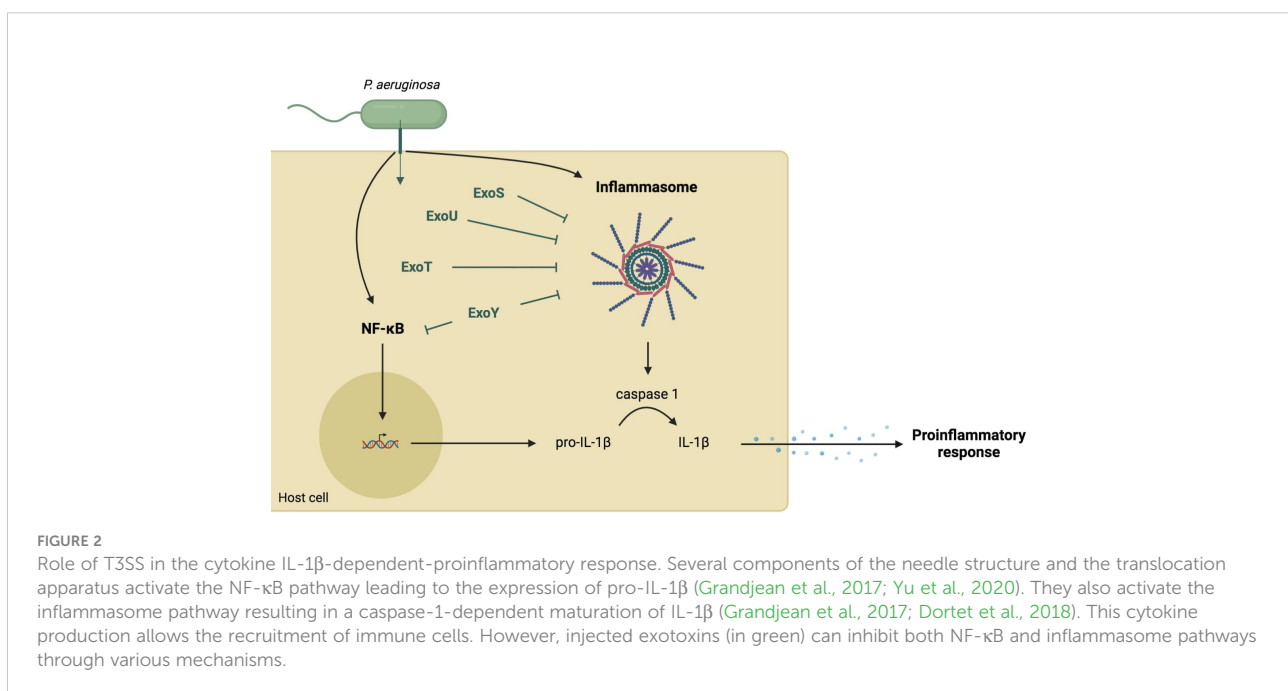 P. aeruginosa
ExoS
Inflammasome
ExoU
ExoT
ExoY
NF-κB
caspase 1
pro-IL-1β
IL-1β
Proinflammatory
response
Host cell
FIGURE 2
Role of T3SS in the cytokine IL-1β-dependent-proinflammatory response. Several components of the needle structure and the translocation
apparatus activate the NF-κB pathway leading to the expression of pro-IL-1β (Grandjean et al., 2017; Yu et al., 2020). They also activate the
inflammasome pathway resulting in a caspase-1-dependent maturation of IL-1β (Grandjean et al., 2017; Dortet et al., 2018). This cytokine
production allows the recruitment of immune cells. However, injected exotoxins (in green) can inhibit both NF-κB and inflammasome pathways
through various mechanisms.